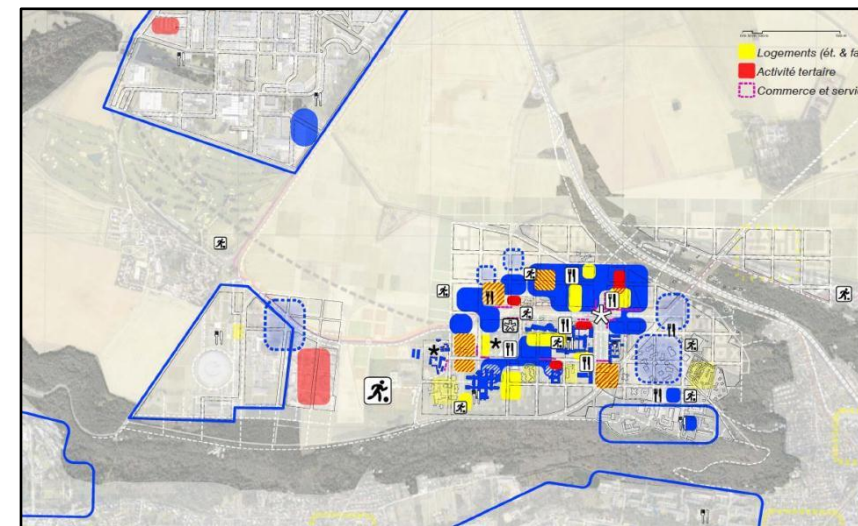 Logements (ét. & fa
Activité tertaire
Commerce et servic